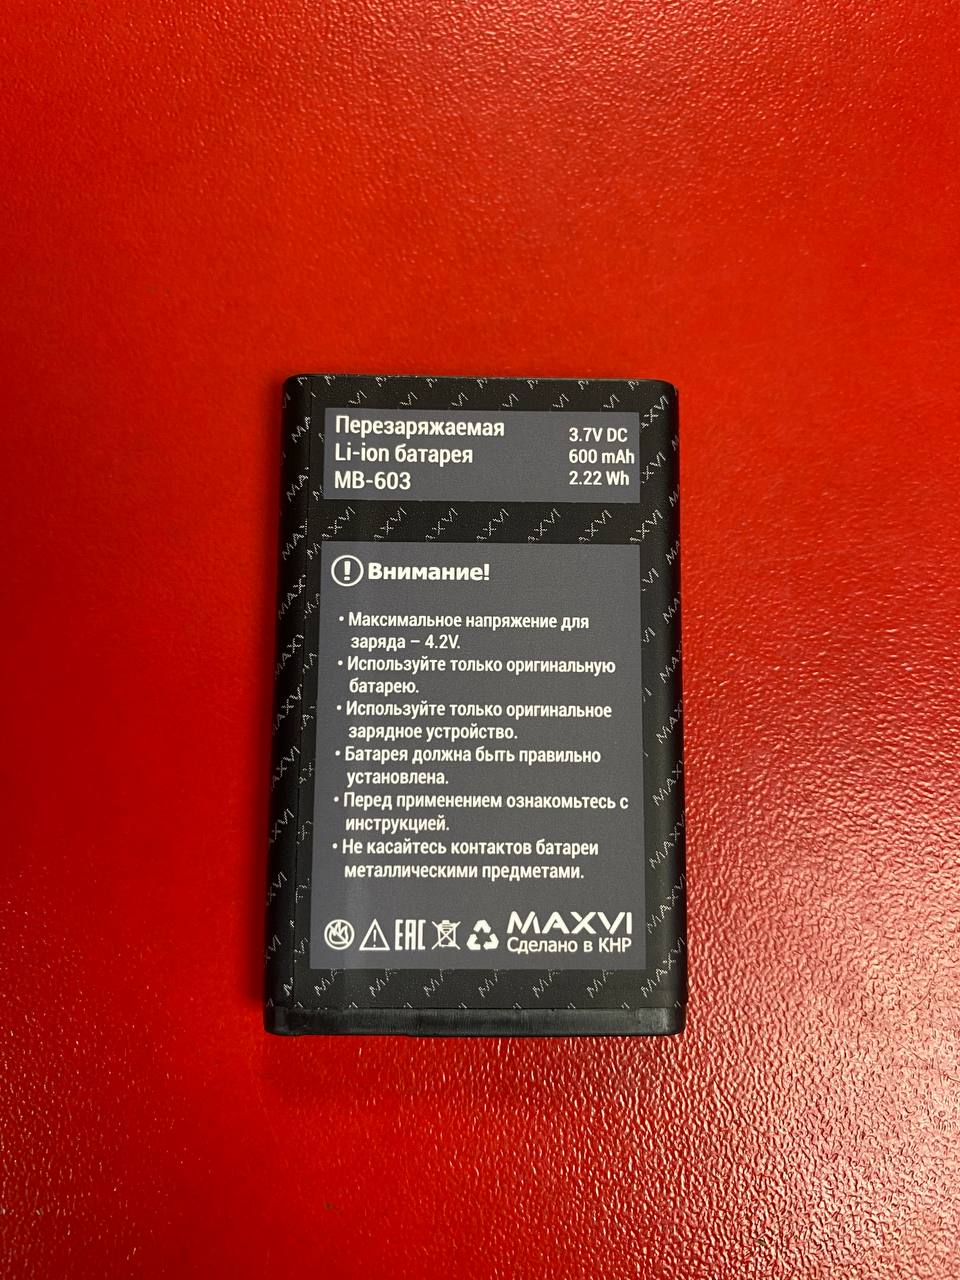 Перезаряжаемая
Li-ion батарея
MB-603
3.7V DC
600 mAh
2.22 Wh
Внимание!
• Максимальное напряжение для
заряда – 4.2V.
• Используйте только оригинальную
батарею.
• Используйте только оригинальное
зарядное устройство.
• Батарея должна быть правильно
установлена.
• Перед применением ознакомьтесь с
инструкцией.
• Не касайтесь контактов батареи
металлическими предметами.
EAC
MAXVI
Сделано в КНР